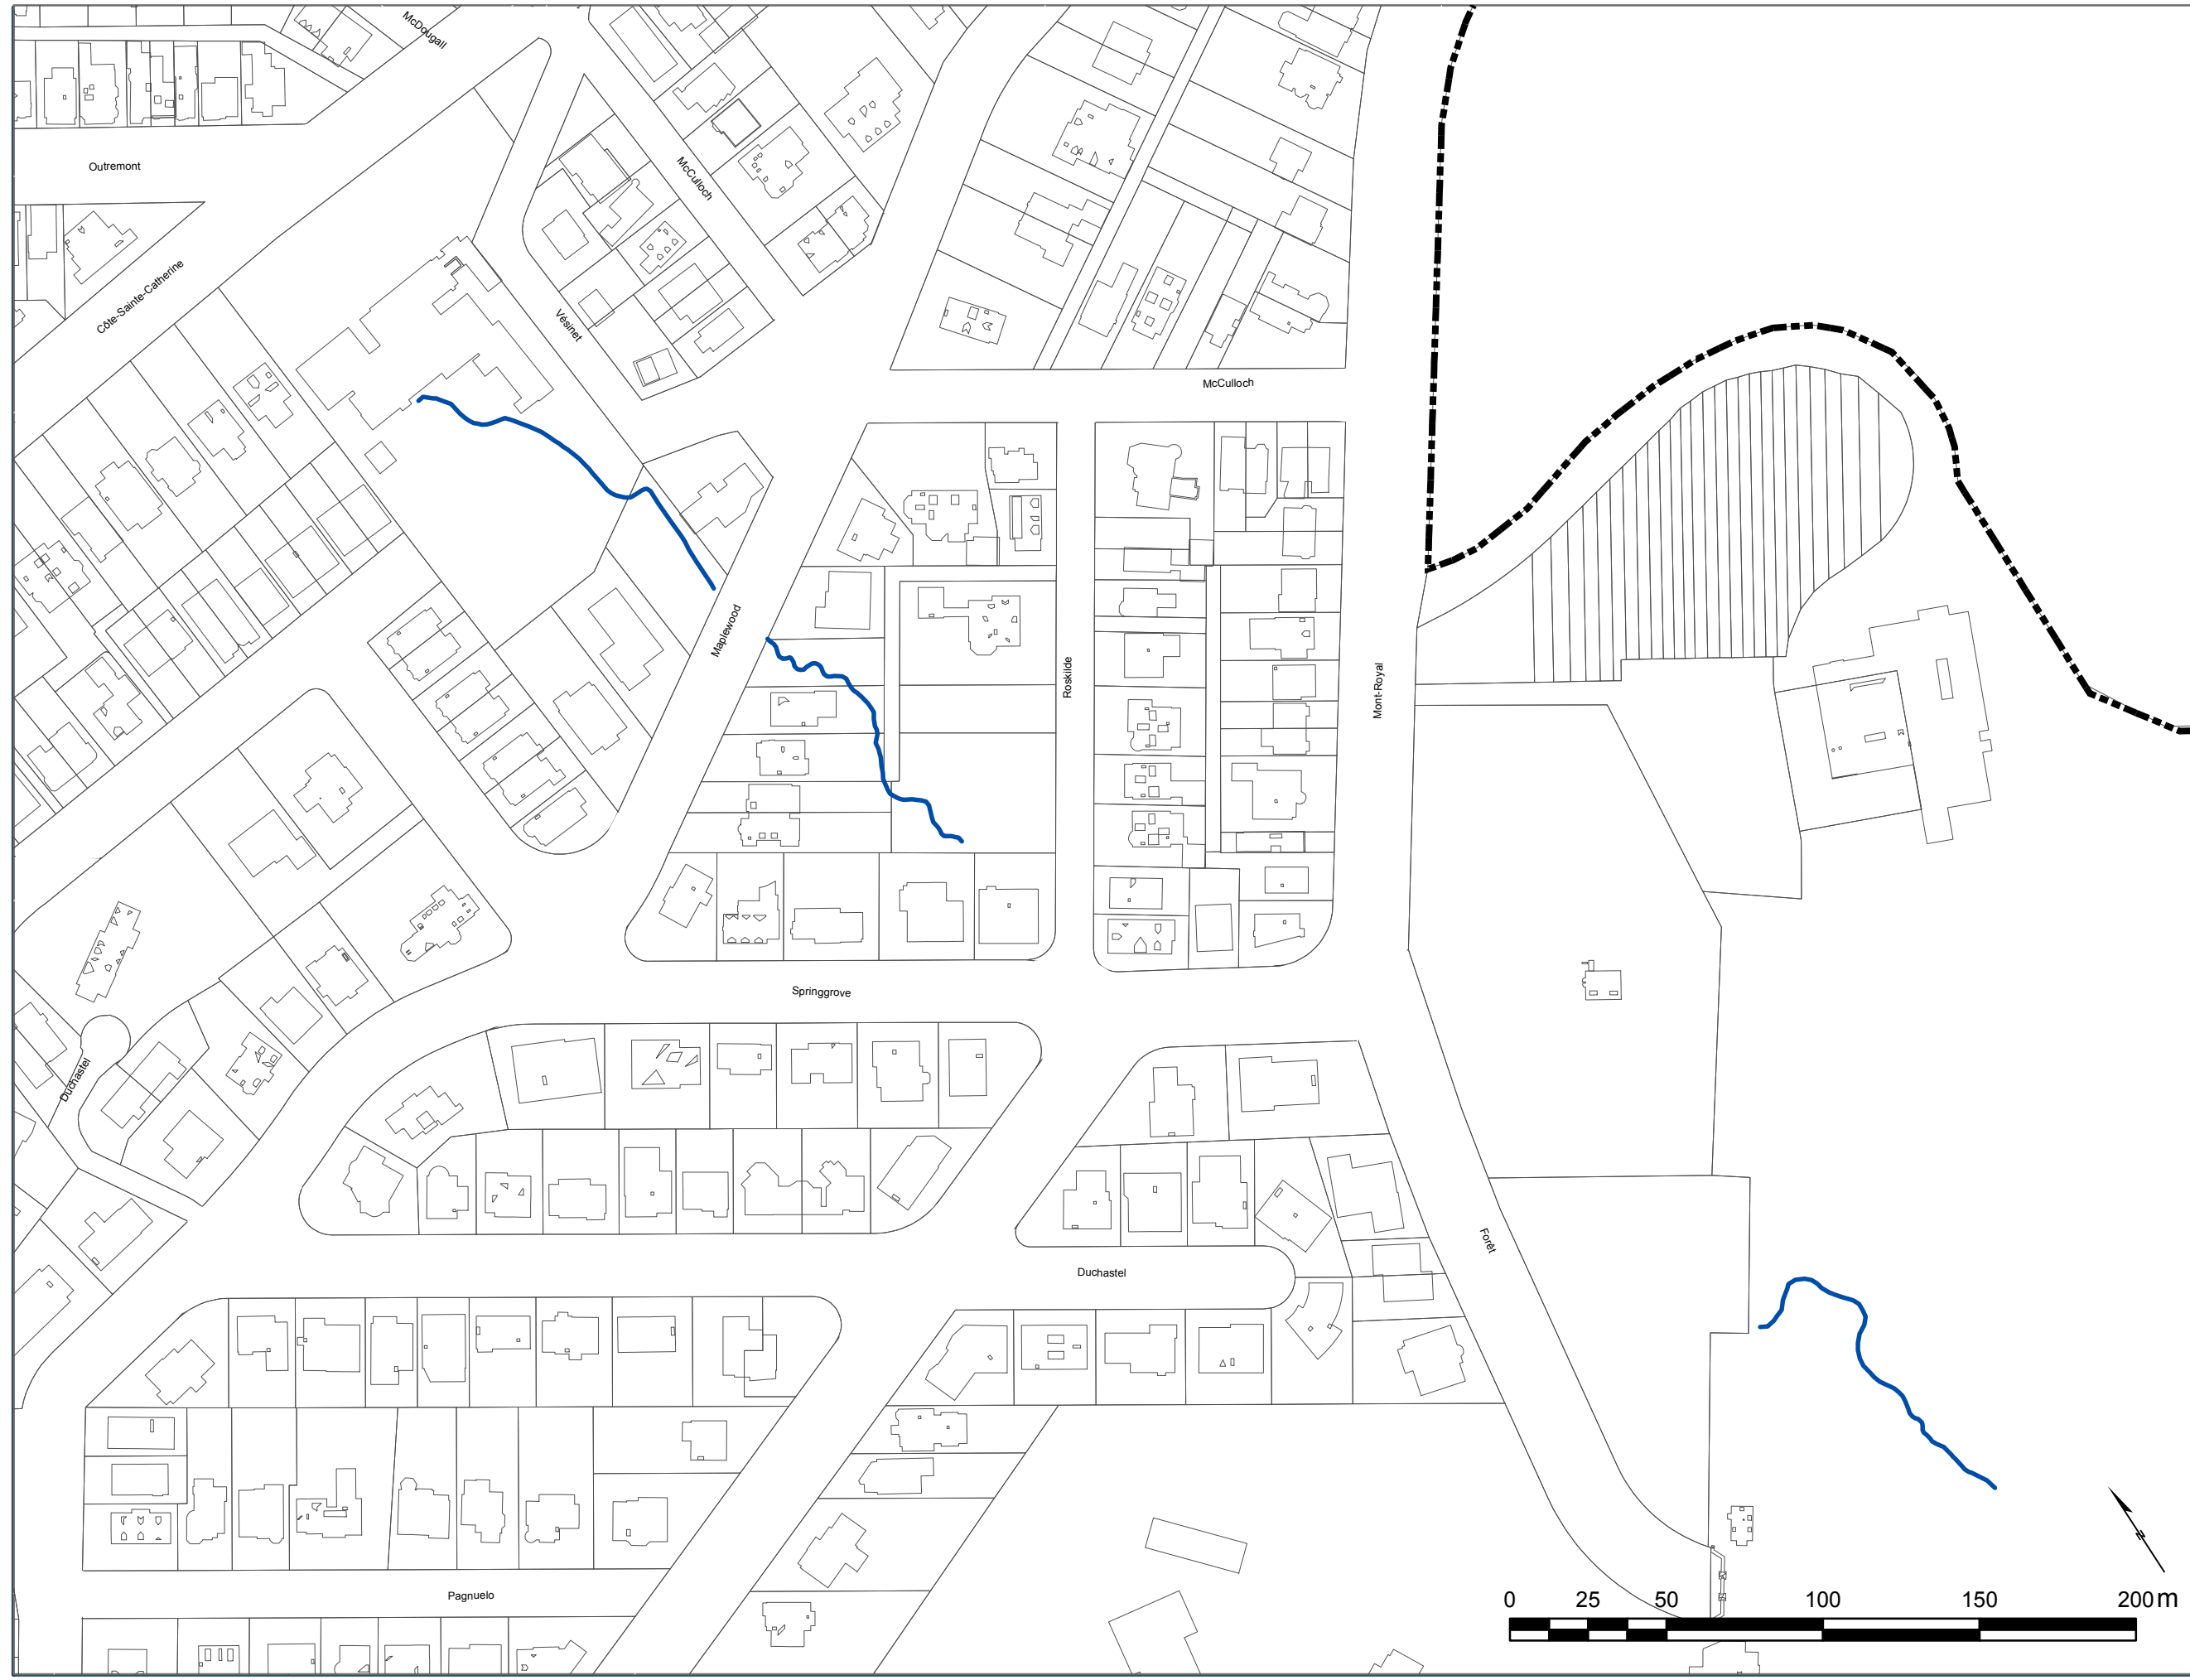 McDougall
Outremont
McCulloch
Côte-Sainte-Catherine
Vésinet
McCulloch
Maplewood
Roskilde
Mont-Royal
Springgrove
Duchastel
Forêt
Duchastel
Pagnuelo
N
0 25 50 100 150 200 m